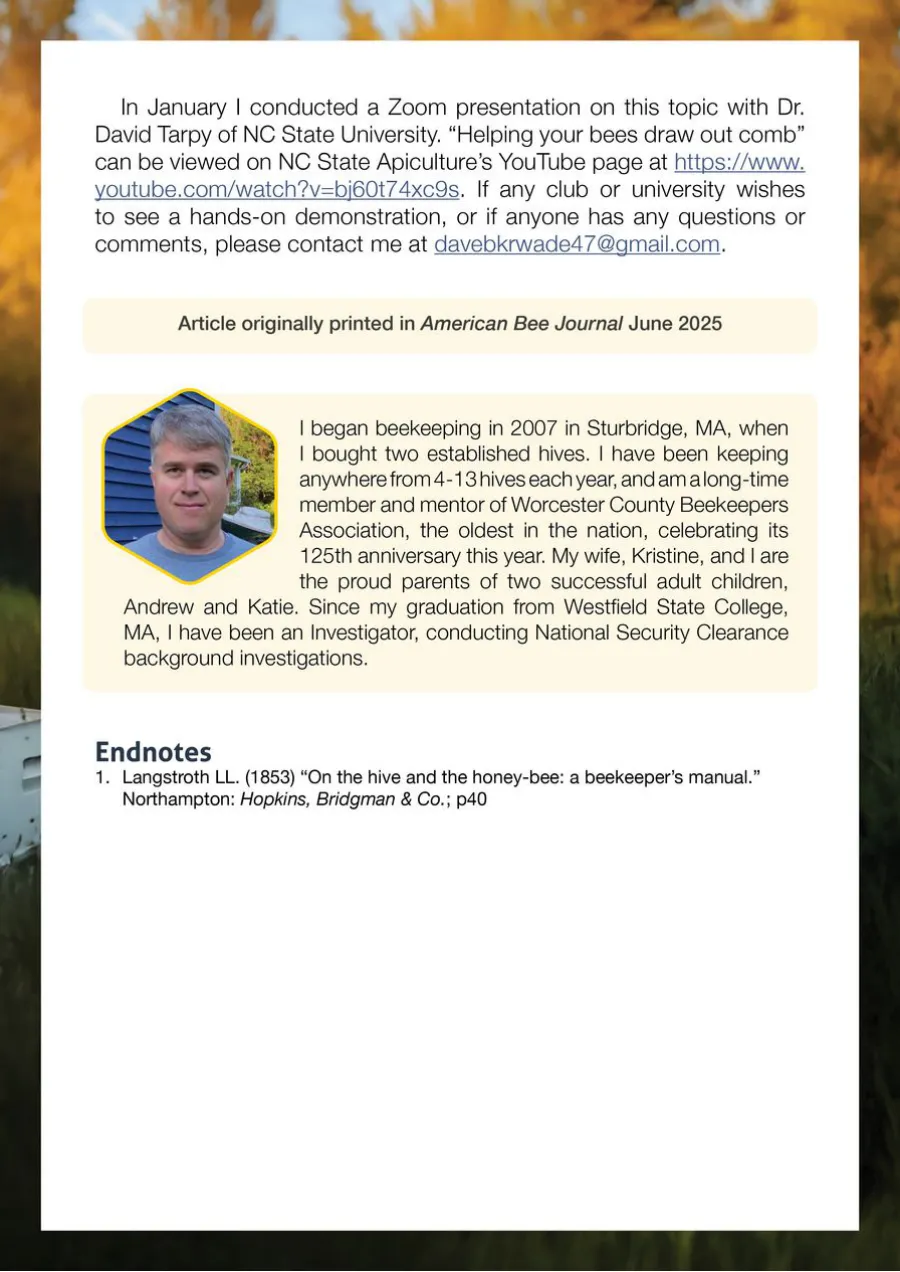 In January I conducted a Zoom presentation on this topic with Dr.
David Tarpy of NC State University. “Helping your bees draw out comb”
can be viewed on NC State Apiculture’s YouTube page at https://www.
youtube.com/watch?v=bj60t74xc9s. If any club or university wishes
to see a hands-on demonstration, or if anyone has any questions or
comments, please contact me at davebkrwade47@gmail.com.
Article originally printed in American Bee Journal June 2025
I began beekeeping in 2007 in Sturbridge, MA, when
I bought two established hives. I have been keeping
anywhere from 4-13 hives each year, and am a long-time
member and mentor of Worcester County Beekeepers
Association, the oldest in the nation, celebrating its
125th anniversary this year. My wife, Kristine, and I are
the proud parents of two successful adult children,
Andrew and Katie. Since my graduation from Westfield State College,
MA, I have been an Investigator, conducting National Security Clearance
background investigations.
Endnotes
1. Langstroth LL. (1853) “On the hive and the honey-bee: a beekeeper’s manual.”
Northampton: Hopkins, Bridgman & Co.; p40